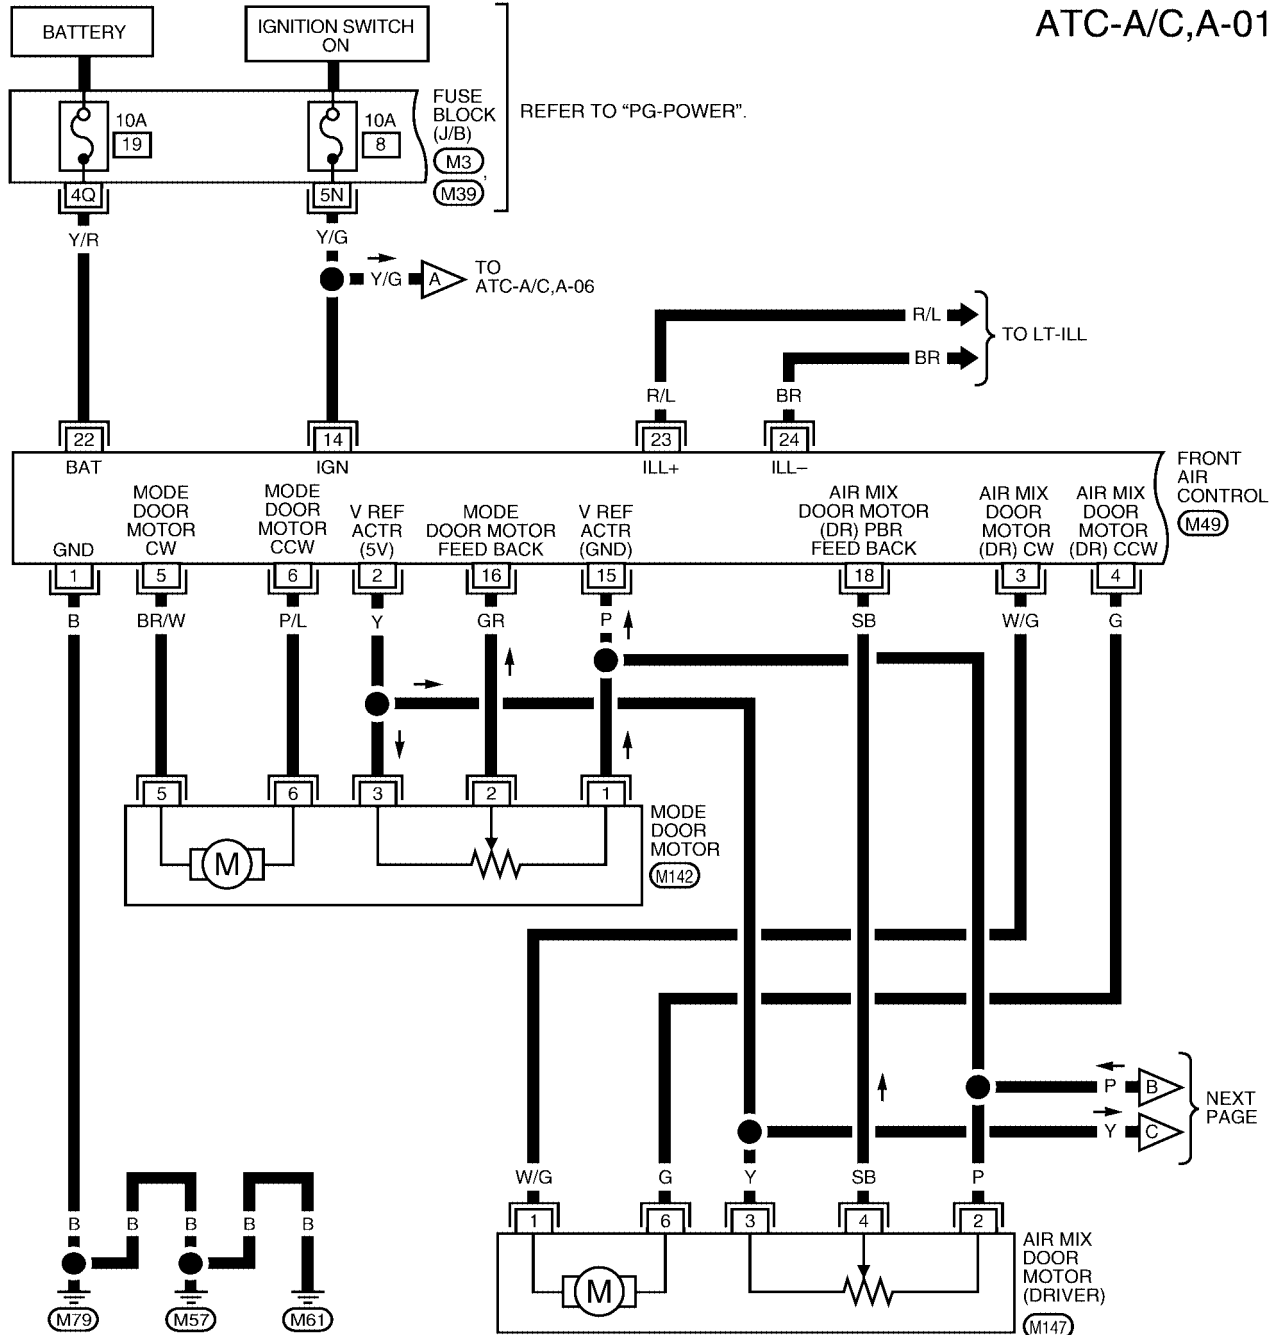 ATC-A/C,A-01
BATTERY
IGNITION SWITCH
ON
10A
19
10A
8
FUSE
BLOCK
(J/B)
M3
,
M39
REFER TO “PG-POWER”.
4Q
5N
Y/R
Y/G
Y/G
A
TO
ATC-A/C,A-06
R/L
BR
TO LT-ILL
R/L
BR
22
14
23
24
BAT
IGN
ILL+
ILL–
FRONT
AIR
CONTROL
M49
GND
MODE
DOOR
MOTOR
CW
MODE
DOOR
MOTOR
CCW
V REF
ACTR
(5V)
MODE
DOOR MOTOR
FEED BACK
V REF
ACTR
(GND)
AIR MIX
DOOR MOTOR
(DR) PBR
FEED BACK
AIR MIX
DOOR
MOTOR
(DR) CW
AIR MIX
DOOR
MOTOR
(DR) CCW
1
5
6
2
16
15
18
3
4
B
BR/W
P/L
Y
GR
P
SB
W/G
G
5
6
3
2
1
M
MODE
DOOR
MOTOR
M142
P
B
Y
C
NEXT
PAGE
W/G
G
Y
SB
P
1
6
3
4
2
M
AIR MIX
DOOR
MOTOR
(DRIVER)
M147
B
B
B
B
B
M79
M57
M61